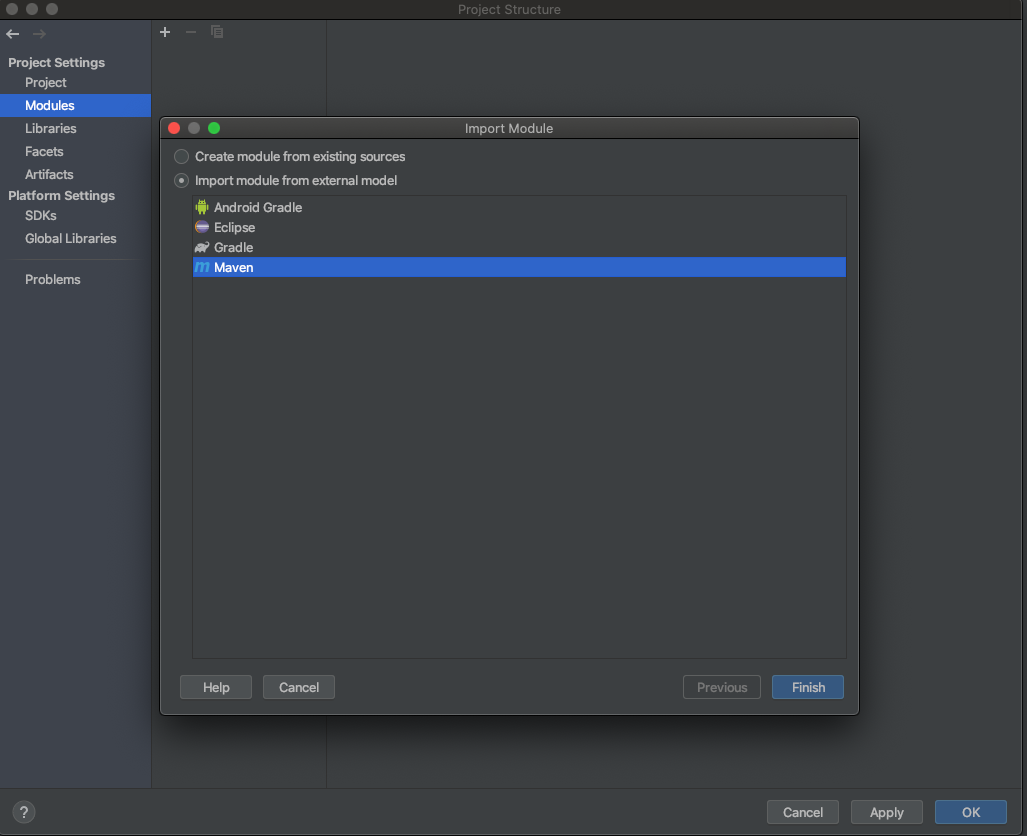 Project Structure
Project Settings
Project
Modules
Libraries
Facets
Artifacts
Platform Settings
SDKs
Global Libraries
Problems
Import Module
Create module from existing sources
Import module from external model
Android Gradle
Eclipse
Gradle
m Maven
Help Cancel Previous Finish
? Cancel Apply OK